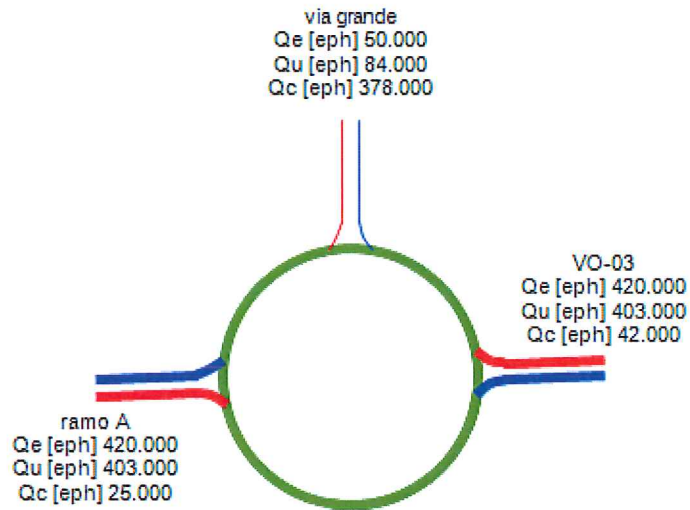 via grande
Qe [eph] 50.000
Qu [eph] 84.000
Qc [eph] 378.000
VO-03
Qe [eph] 420.000
Qu [eph] 403.000
Qc [eph] 42.000
ramo A
Qe [eph] 420.000
Qu [eph] 403.000
Qc [eph] 25.000